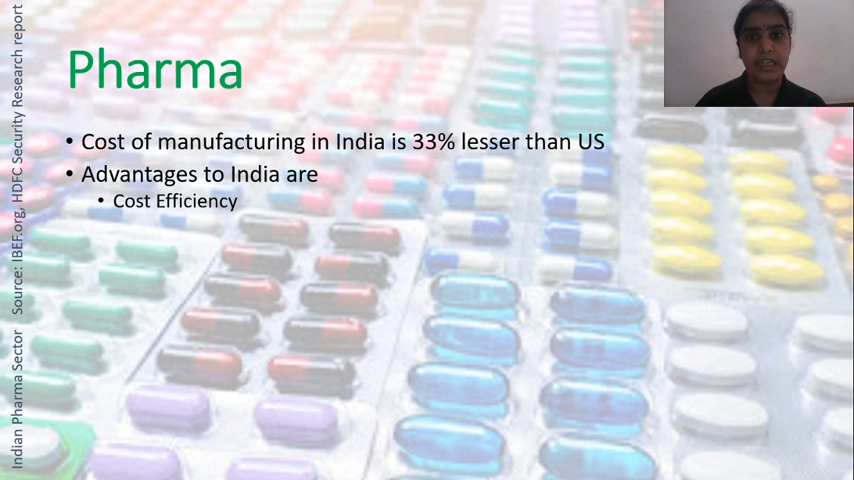 Pharma
• Cost of manufacturing in India is 33% lesser than US
• Advantages to India are
• Cost Efficiency
Indian Pharma Sector Source: IBEF.org, HDFC Security Research report